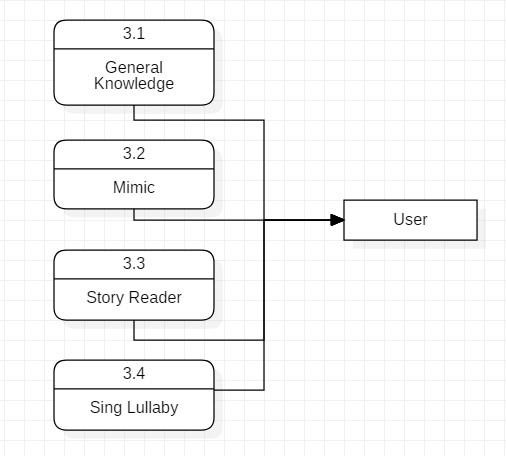 3.1
General
Knowledge
3.2
Mimic
User
3.3
Story Reader
3.4
Sing Lullaby